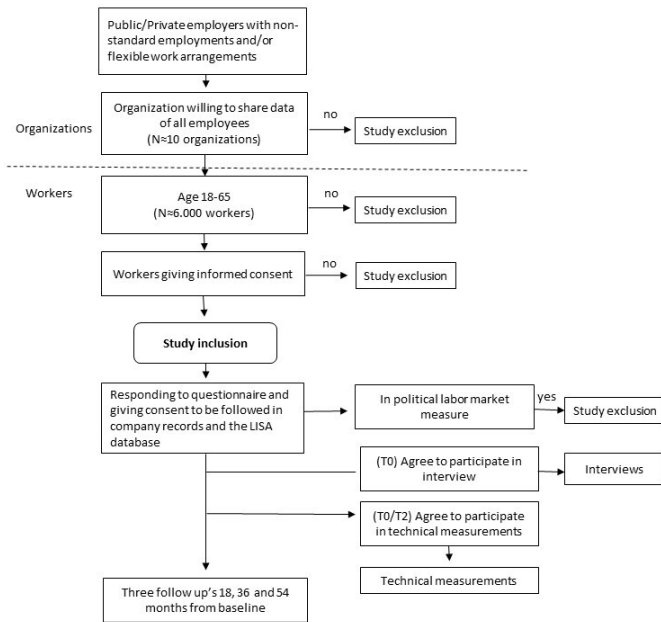 Public/Private employers with non-
standard employments and/or
flexible work arrangements
Organizations
Organization willing to share data
of all employees
(N≈10 organizations)
no
Study exclusion
Workers
Age 18-65
(N≈6.000 workers)
no
Study exclusion
Workers giving informed consent
no
Study exclusion
Study inclusion
Responding to questionnaire and
giving consent to be followed in
company records and the LISA
database
In political labor market
measure
yes
Study exclusion
(T0) Agree to participate in
interview
Interviews
(T0/T2) Agree to participate
in technical measurements
Technical measurements
Three follow up's 18, 36 and 54
months from baseline